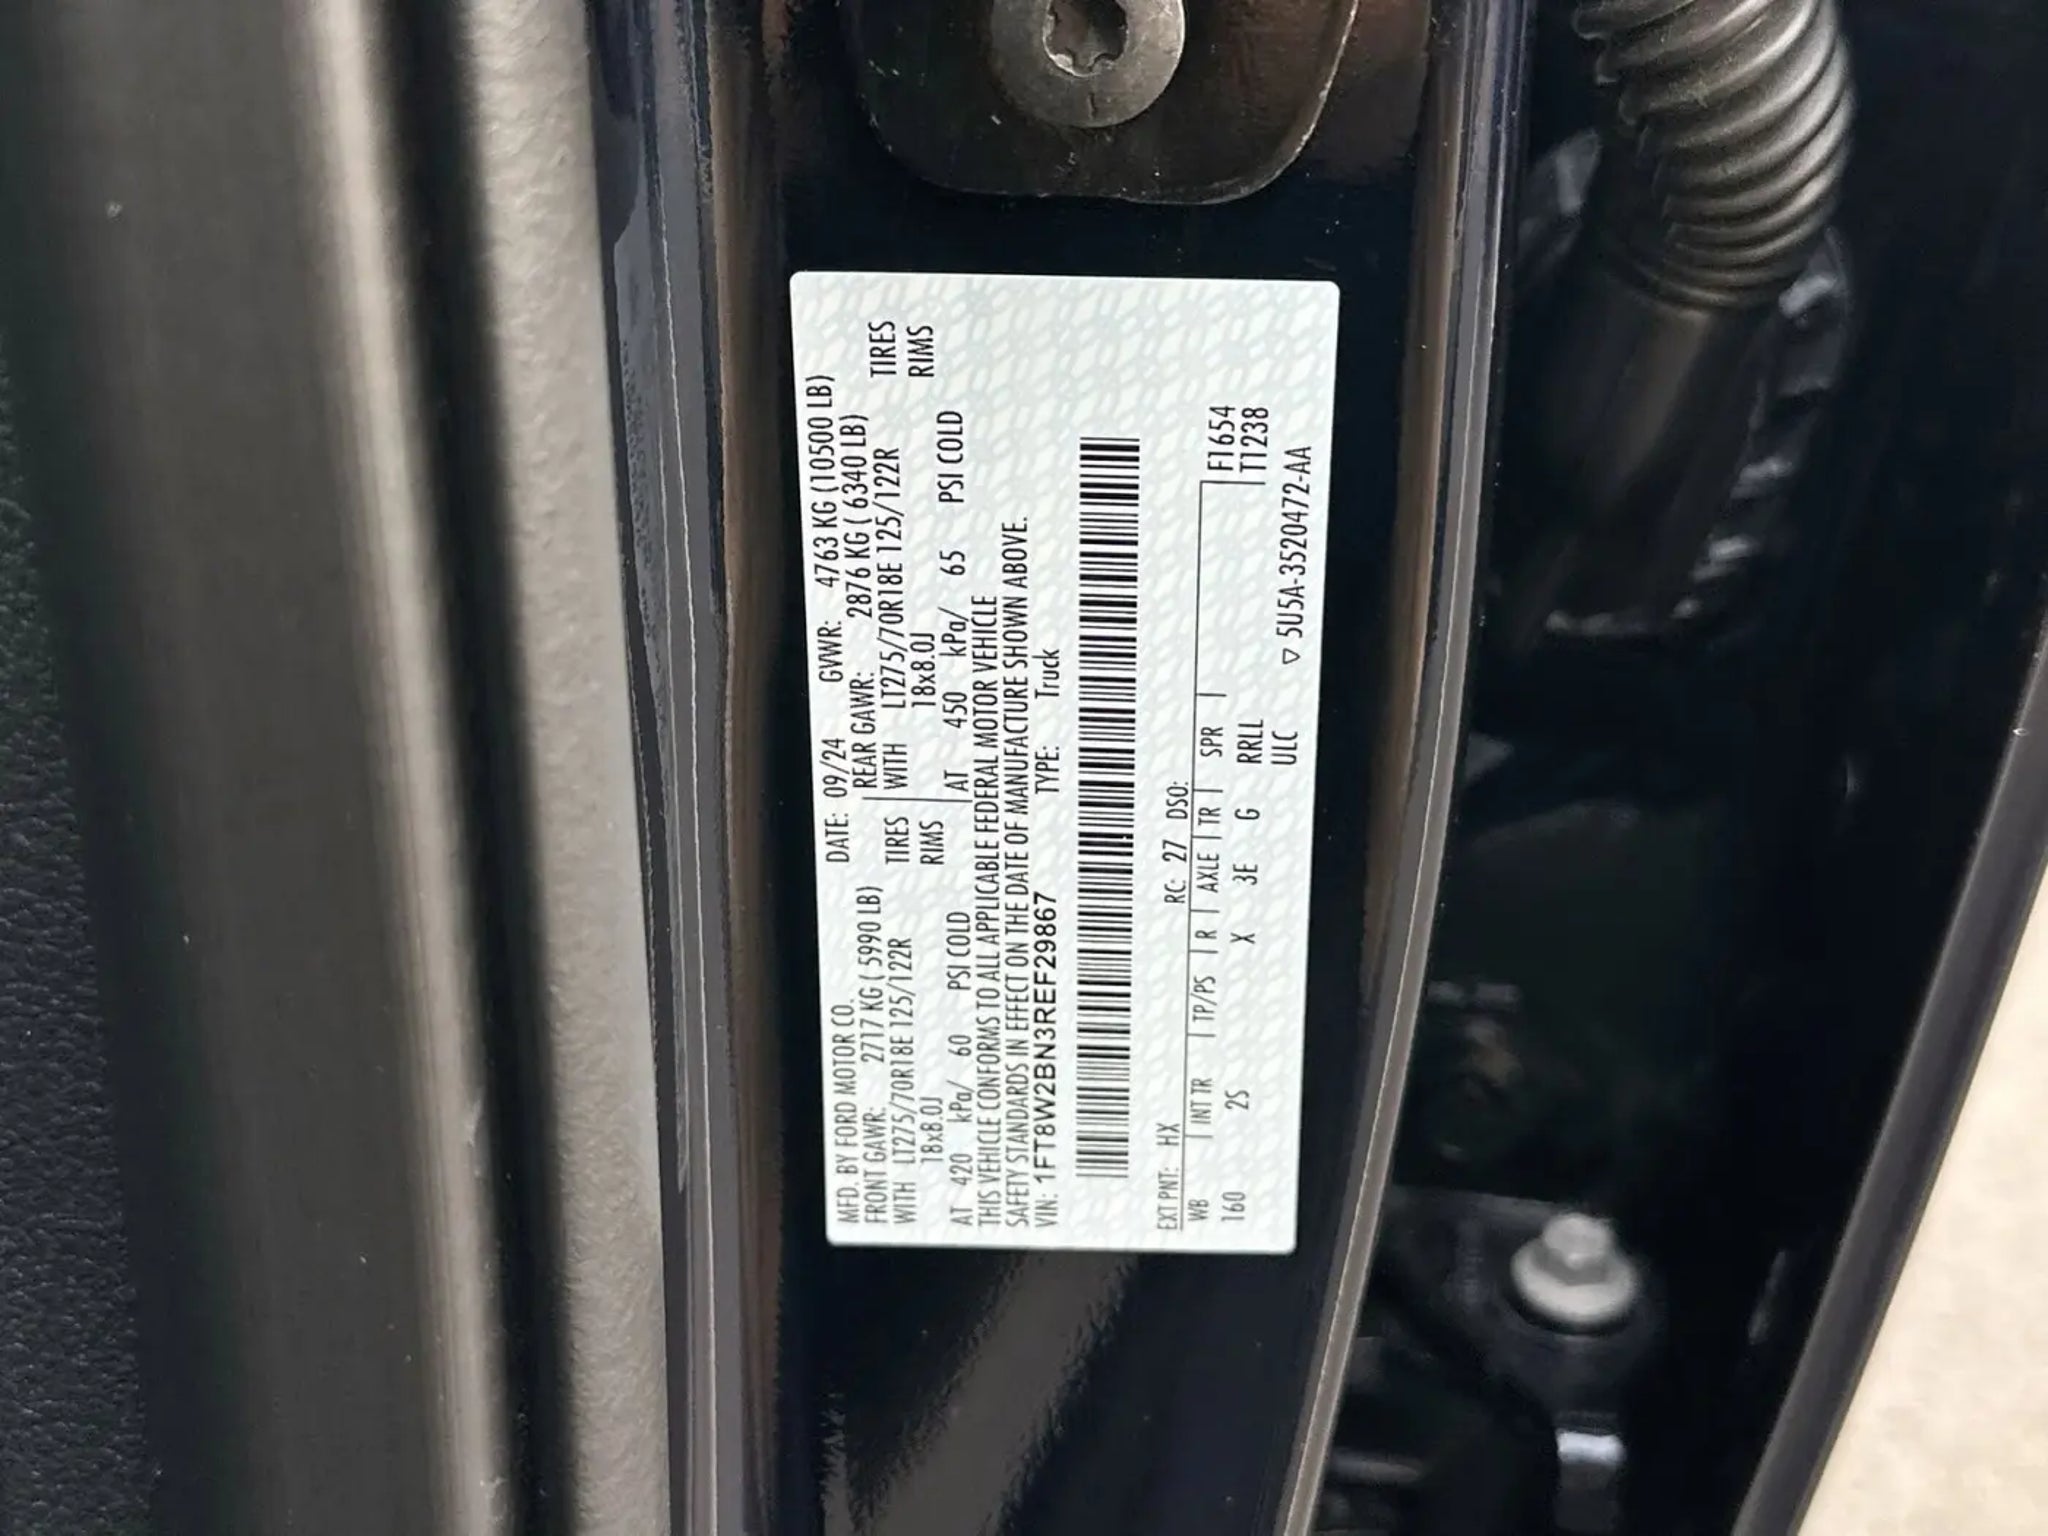 MFD. BY FORD MOTOR CO. DATE: 09/24 GVWR: 4763 KG (10500 LB)
FRONT GAWR: 2717 KG ( 5990 LB) REAR GAWR: 2876 KG ( 6340 LB)
WITH LT275/70R18E 125/122R TIRES WITH LT275/70R18E 125/122R TIRES
18x8.0J RIMS 18x8.0J RIMS
AT 420 kPa/ 60 PSI COLD AT 450 kPa/ 65 PSI COLD
THIS VEHICLE CONFORMS TO ALL APPLICABLE FEDERAL MOTOR VEHICLE
SAFETY STANDARDS IN EFFECT ON THE DATE OF MANUFACTURE SHOWN ABOVE.
VIN: 1FT8W2BN3REF29867 TYPE: Truck
EXT PNT: HX RC: 27 DSO:
WB INT TR TP/PS R AXLE TR SPR F1654
160 2S X 3E G RRLL T1238
ULC ▽ 5U5A-3520472-AA